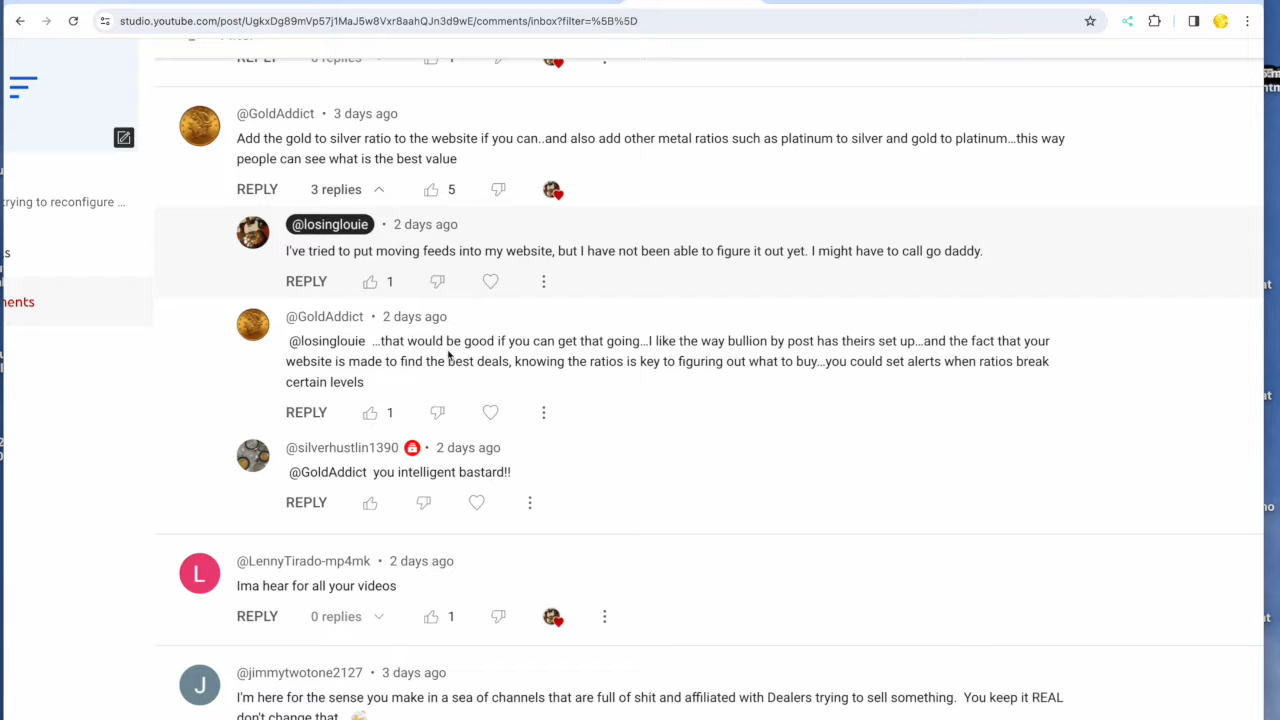 studio.youtube.com/post/UgkxDg89mVp57j1MaJ5w8Vxr8aahQJn3d9wE/comments/inbox?filter=%5B%5D
REPLY
1
@GoldAddict • 3 days ago
Add the gold to silver ratio to the website if you can..and also add other metal ratios such as platinum to silver and gold to platinum...this way
people can see what is the best value
REPLY 3 replies 5
@losinglouie • 2 days ago
I've tried to put moving feeds into my website, but I have not been able to figure it out yet. I might have to call go daddy.
REPLY 1
@GoldAddict • 2 days ago
@losinglouie ...that would be good if you can get that going...I like the way bullion by post has theirs set up...and the fact that your
website is made to find the best deals, knowing the ratios is key to figuring out what to buy...you could set alerts when ratios break
certain levels
REPLY 1
@silverhustlin1390 • 2 days ago
@GoldAddict you intelligent bastard!!
REPLY
@LennyTirado-mp4mk • 2 days ago
L
Ima hear for all your videos
REPLY 0 replies 1
@jimmytwotone2127 • 3 days ago
J
I'm here for the sense you make in a sea of channels that are full of shit and affiliated with Dealers trying to sell something. You keep it REAL
don't change that
trying to reconfigure ...
ments